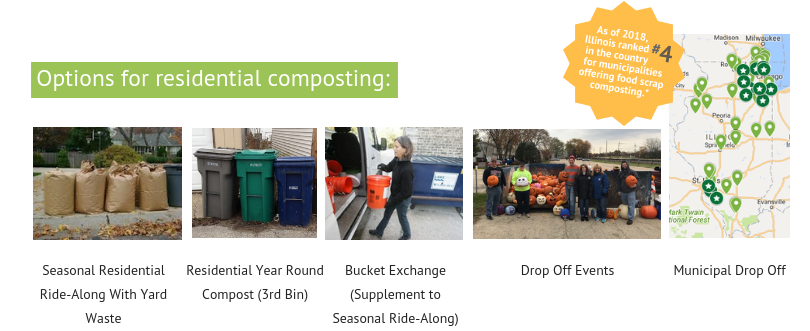 As of 2018,
Illinois ranked #4
in the country
for municipalities
offering food scrap
composting.*
Options for residential composting:
Madison Milwaukee
Chicago
Peoria
Springfield
Evansville
Mark Twain
National Forest
Seasonal Residential
Ride-Along With Yard
Waste
Residential Year Round
Compost (3rd Bin)
Bucket Exchange
(Supplement to
Seasonal Ride-Along)
Drop Off Events
Municipal Drop Off